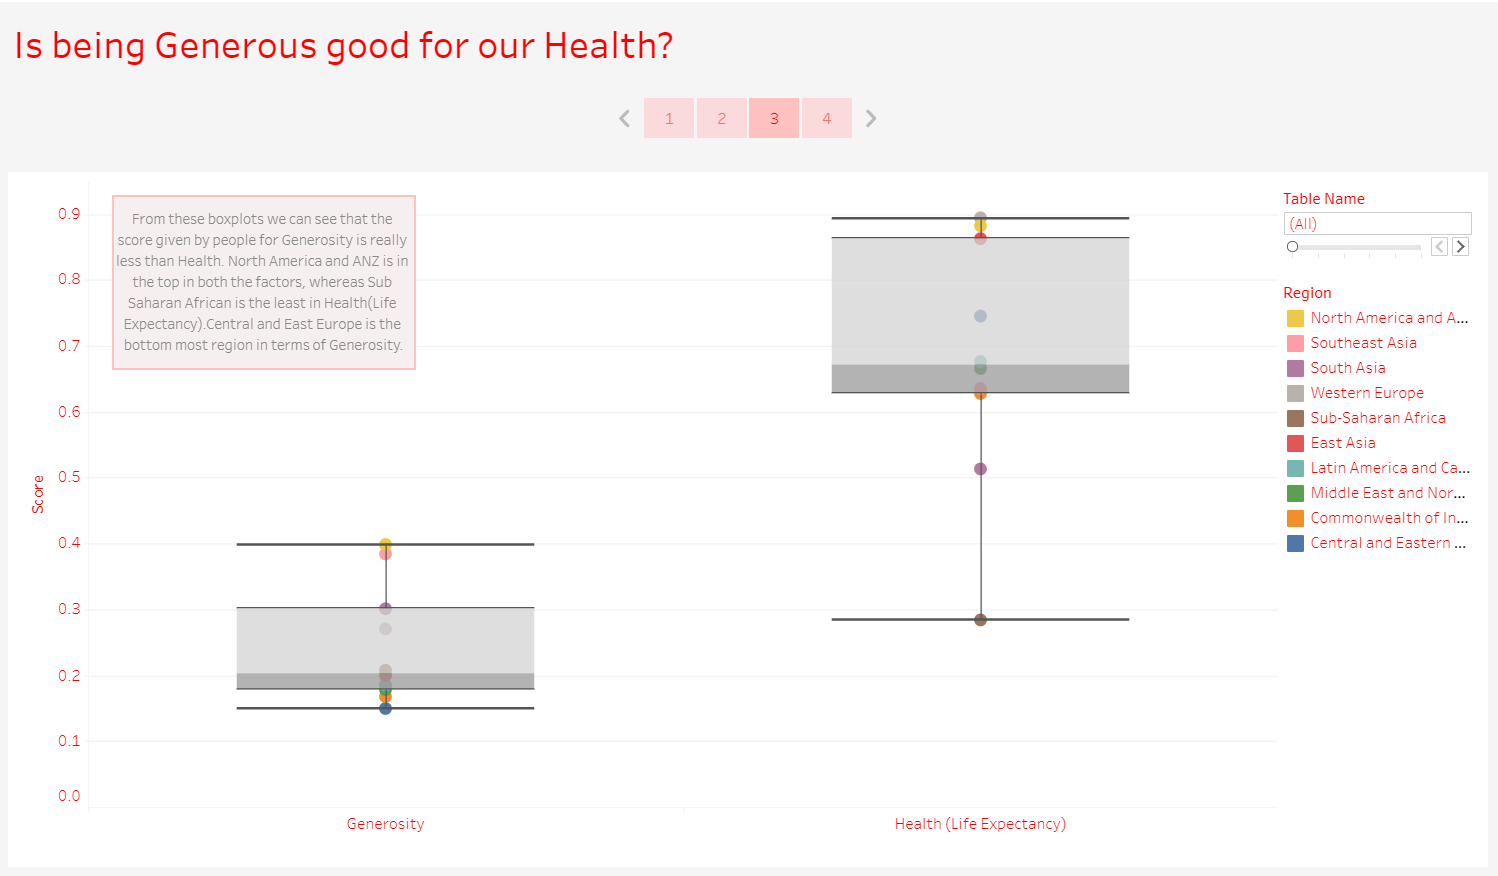 Is being Generous good for our Health?
1 2 3 4
From these boxplots we can see that the
score given by people for Generosity is really
less than Health. North America and ANZ is in
the top in both the factors, whereas Sub
Saharan African is the least in Health(Life
Expectancy).Central and East Europe is the
bottom most region in terms of Generosity.
Score
0.9
0.8
0.7
0.6
0.5
0.4
0.3
0.2
0.1
0.0
Generosity
Health (Life Expectancy)
Table Name
(All)
Region
North America and A...
Southeast Asia
South Asia
Western Europe
Sub-Saharan Africa
East Asia
Latin America and Ca...
Middle East and Nor...
Commonwealth of In...
Central and Eastern ...